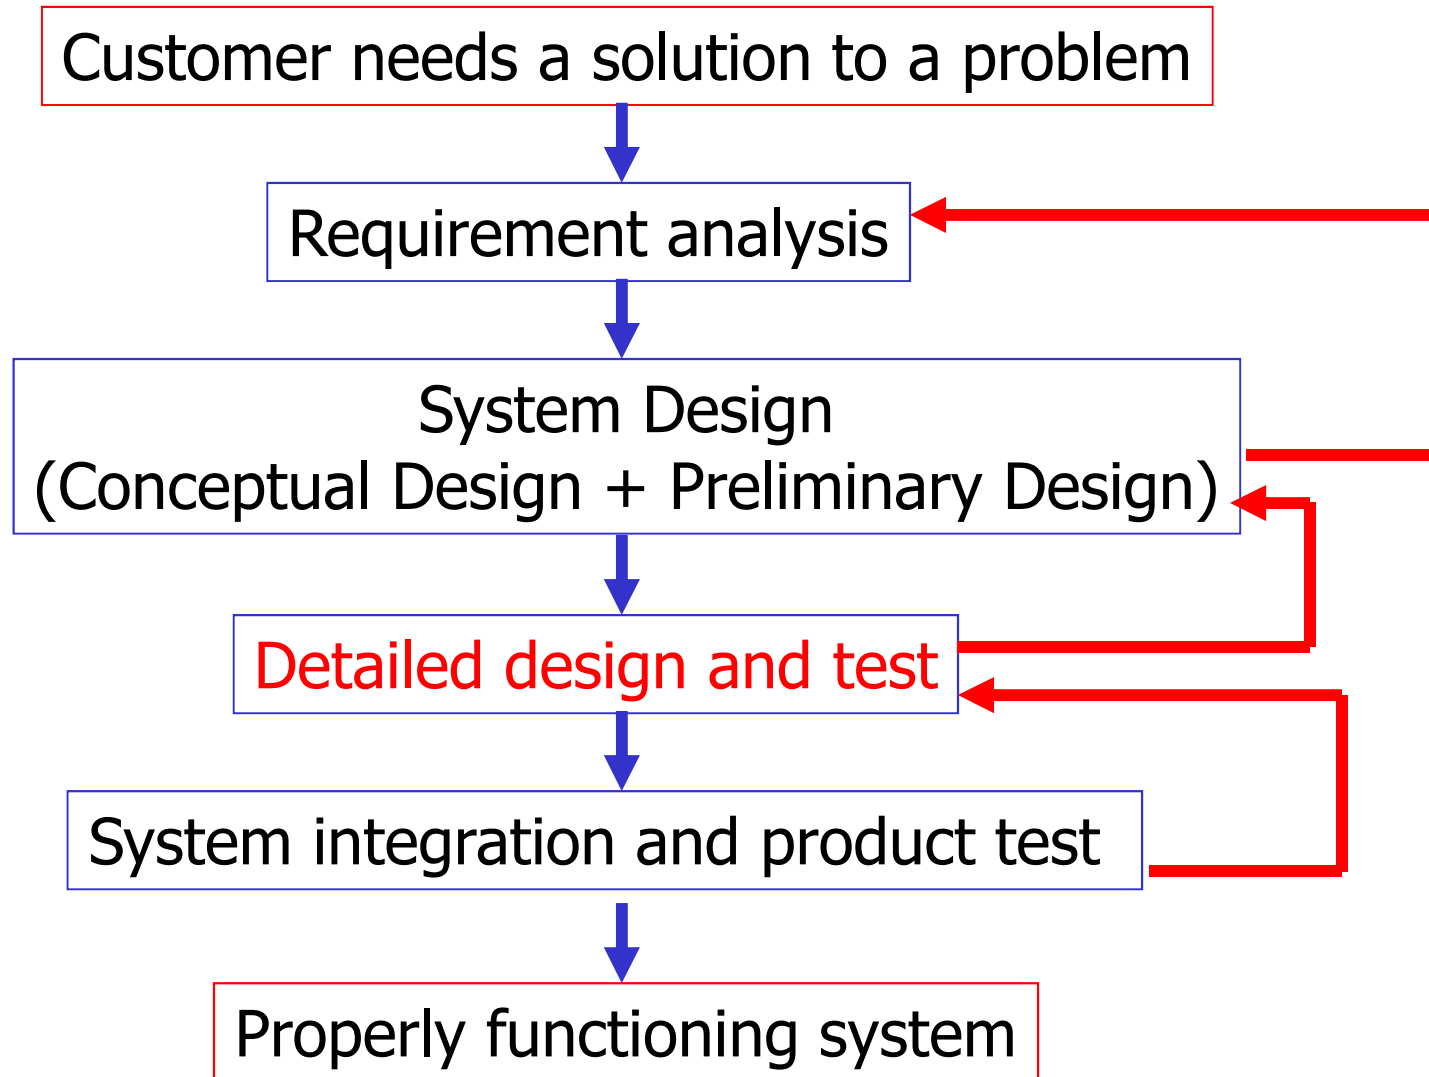 Customer needs a solution to a problem
Requirement analysis
System Design
(Conceptual Design + Preliminary Design)
Detailed design and test
System integration and product test
Properly functioning system